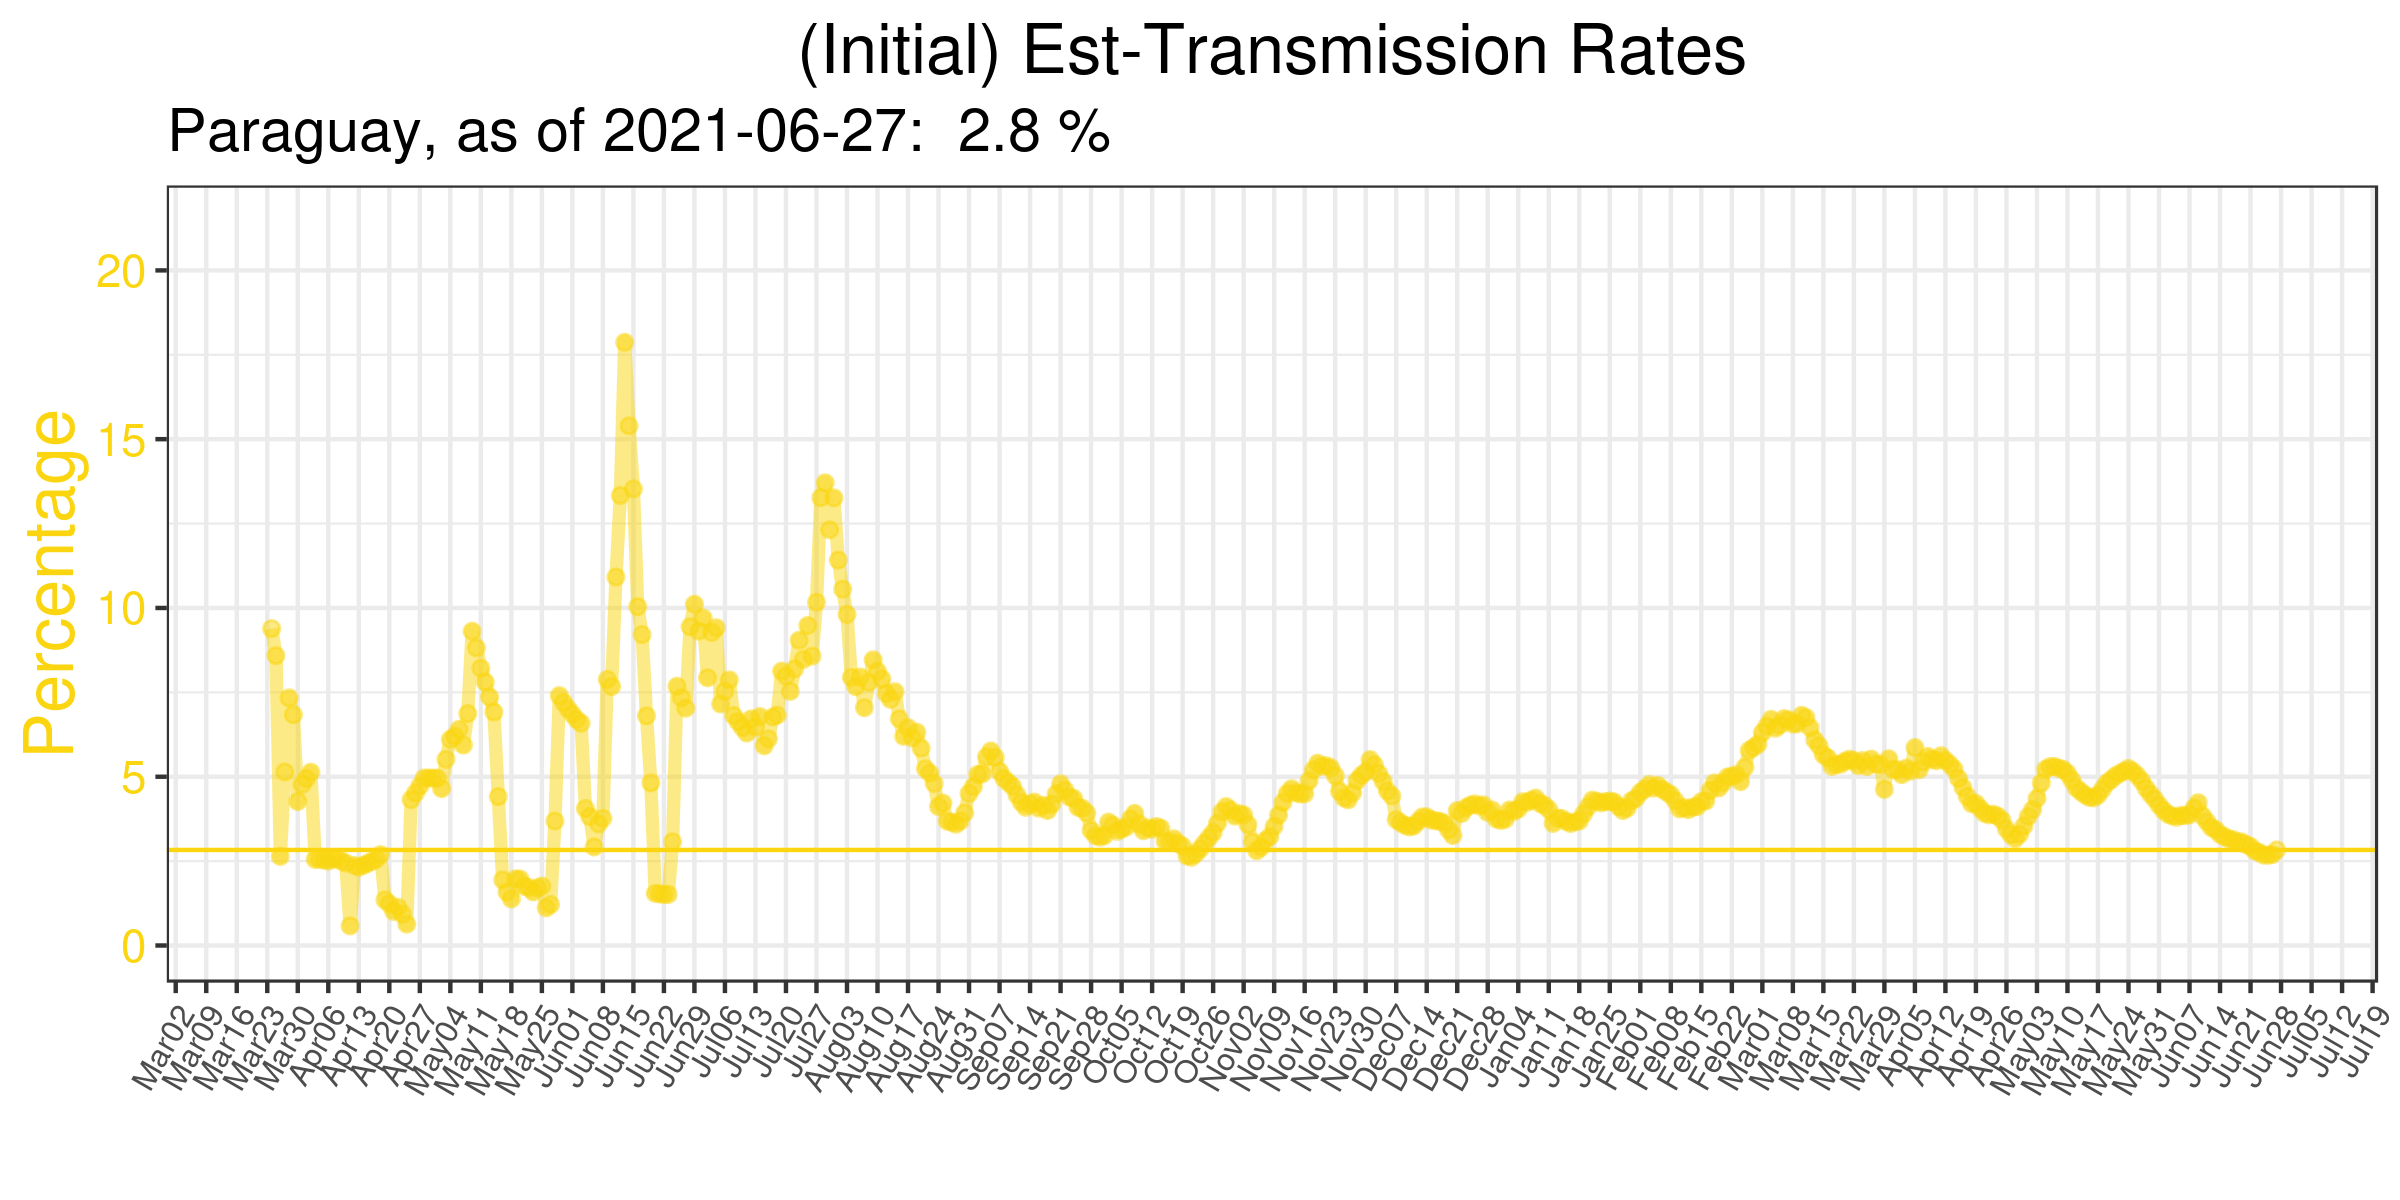 (Initial) Est-Transmission Rates
Paraguay, as of 2021-06-27:  2.8 %
Percentage
20
15
10
5
0
Mar02
Mar09
Mar16
Mar23
Mar30
Apr06
Apr13
Apr20
Apr27
May04
May11
May18
May25
Jun01
Jun08
Jun15
Jun22
Jun29
Jul06
Jul13
Jul20
Jul27
Aug03
Aug10
Aug17
Aug24
Aug31
Sep07
Sep14
Sep21
Sep28
Oct05
Oct12
Oct19
Oct26
Nov02
Nov09
Nov16
Nov23
Nov30
Dec07
Dec14
Dec21
Dec28
Jan04
Jan11
Jan18
Jan25
Feb01
Feb08
Feb15
Feb22
Mar01
Mar08
Mar15
Mar22
Mar29
Apr05
Apr12
Apr19
Apr26
May03
May10
May17
May24
May31
Jun07
Jun14
Jun21
Jun28
Jul05
Jul12
Jul19